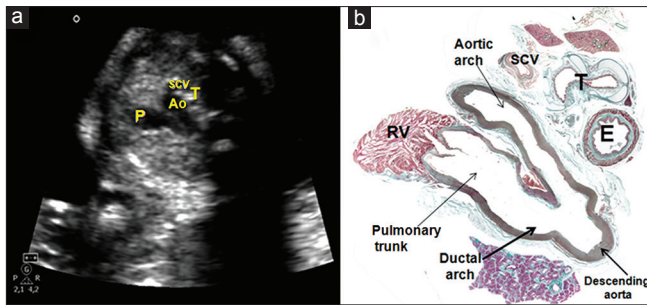 a
SCV
T
Ao
P
P R
G
2,1 4,2
b
Aortic
arch
SCV
T
E
RV
Pulmonary
trunk
Ductal
arch
Descending
aorta